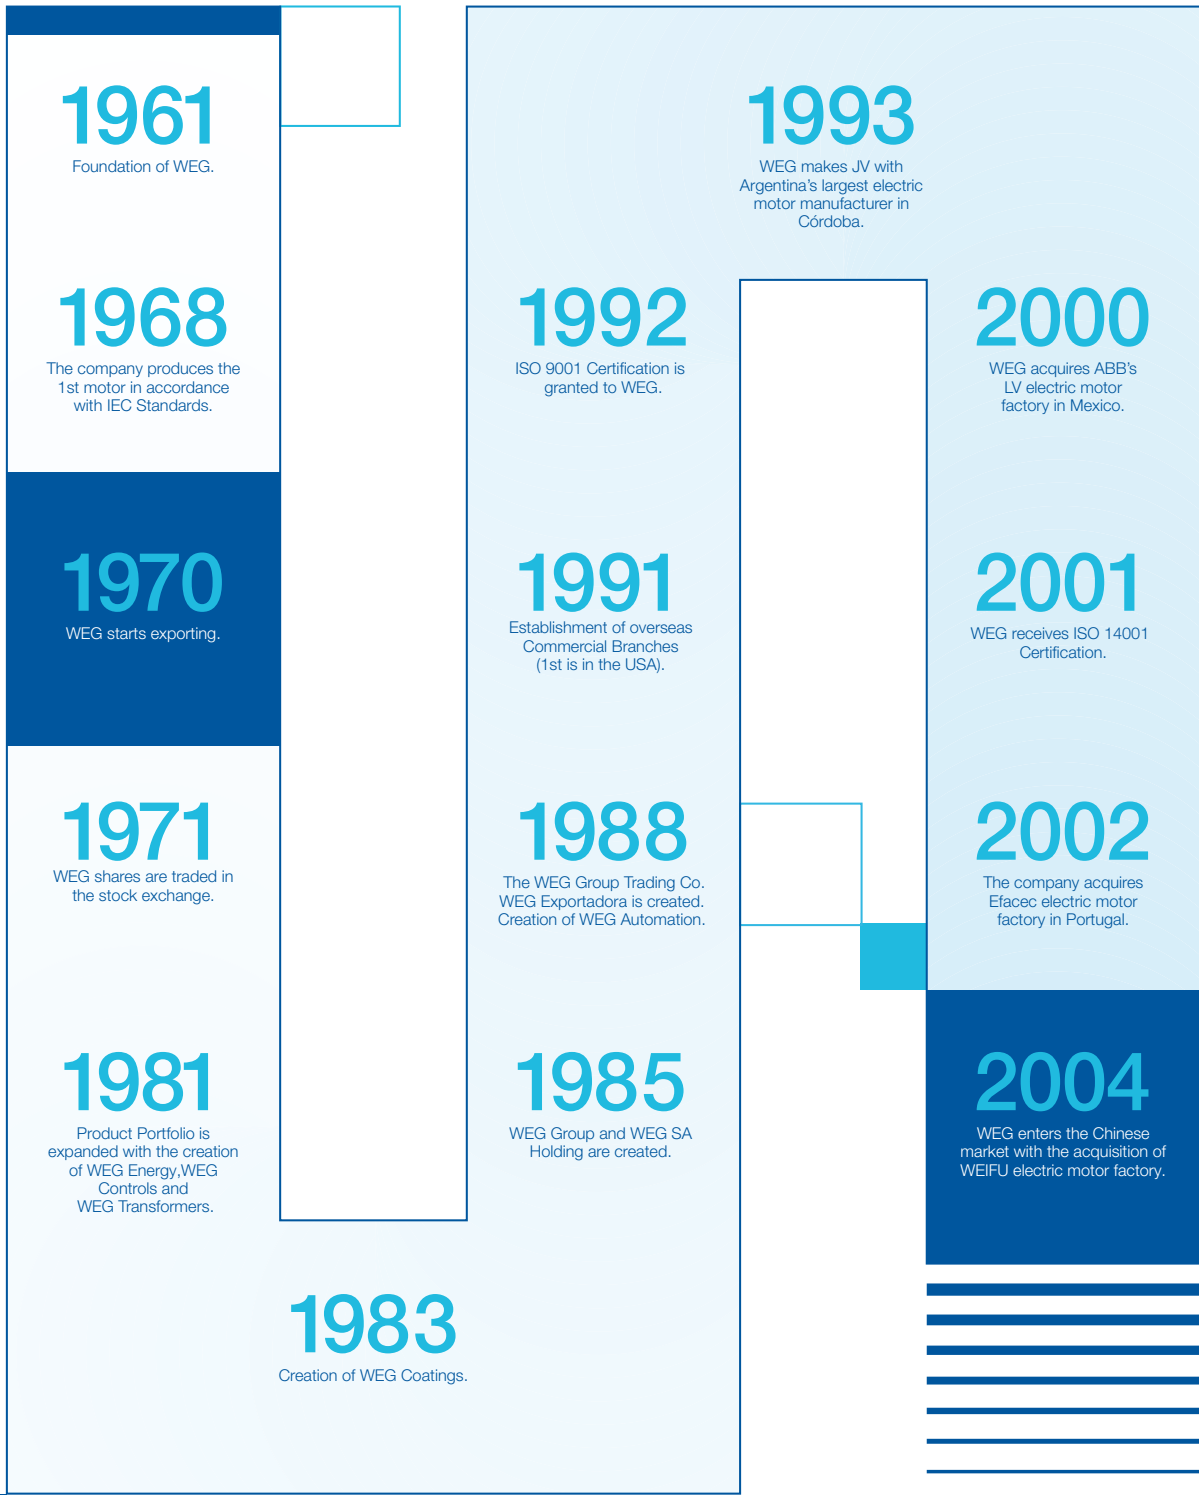 1961
Foundation of WEG.
1968
The company produces the
1st motor in accordance
with IEC Standards.
1970
WEG starts exporting.
1971
WEG shares are traded in
the stock exchange.
1981
Product Portfolio is
expanded with the creation
of WEG Energy,WEG
Controls and
WEG Transformers.
1983
Creation of WEG Coatings.
1985
WEG Group and WEG SA
Holding are created.
1988
The WEG Group Trading Co.
WEG Exportadora is created.
Creation of WEG Automation.
1991
Establishment of overseas
Commercial Branches
(1st is in the USA).
1992
ISO 9001 Certification is
granted to WEG.
1993
WEG makes JV with
Argentina's largest electric
motor manufacturer in
Córdoba.
2000
WEG acquires ABB's
LV electric motor
factory in Mexico.
2001
WEG receives ISO 14001
Certification.
2002
The company acquires
Efacec electric motor
factory in Portugal.
2004
WEG enters the Chinese
market with the acquisition of
WEIFU electric motor factory.